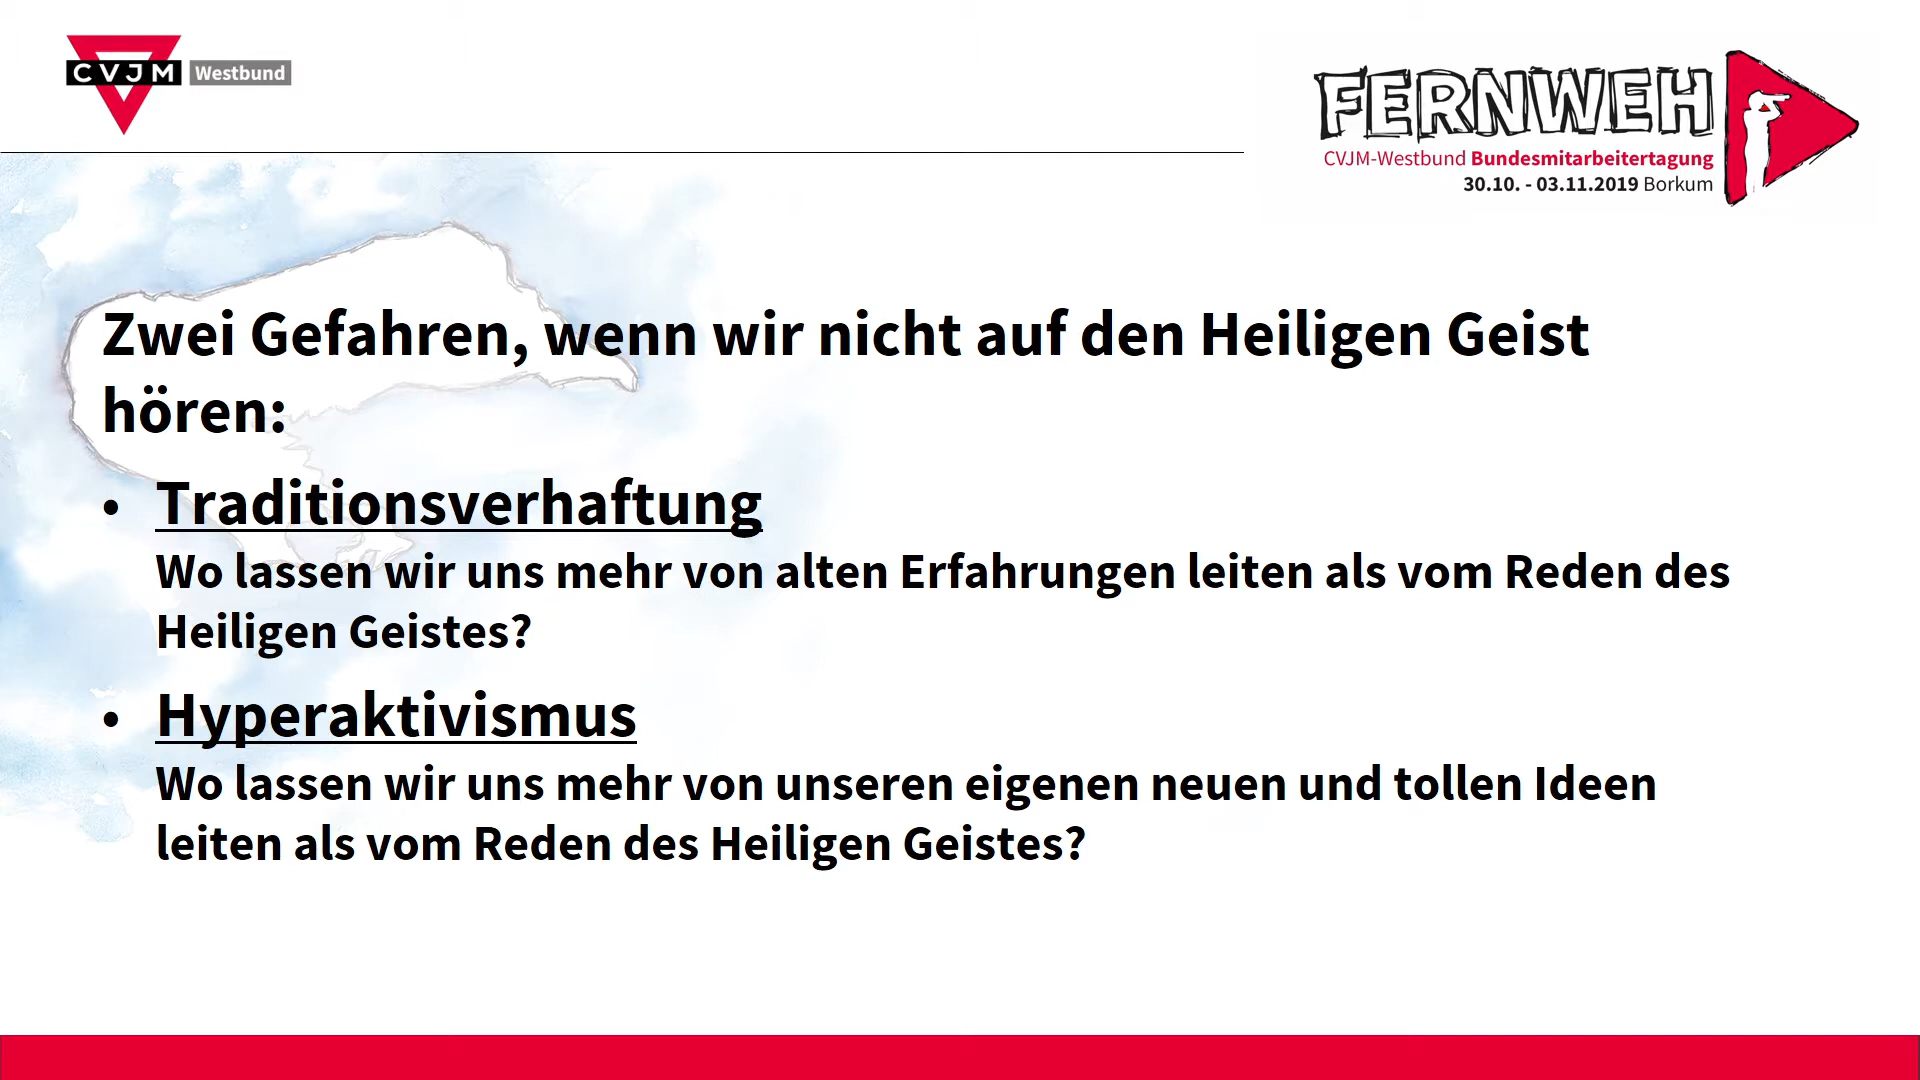 CVJM Westbund
FERNWEH
CVJM-Westbund Bundesmitarbeitertagung
30.10. - 03.11.2019 Borkum
Zwei Gefahren, wenn wir nicht auf den Heiligen Geist
hören:
• Traditionsverhaftung
Wo lassen wir uns mehr von alten Erfahrungen leiten als vom Reden des
Heiligen Geistes?
• Hyperaktivismus
Wo lassen wir uns mehr von unseren eigenen neuen und tollen Ideen
leiten als vom Reden des Heiligen Geistes?